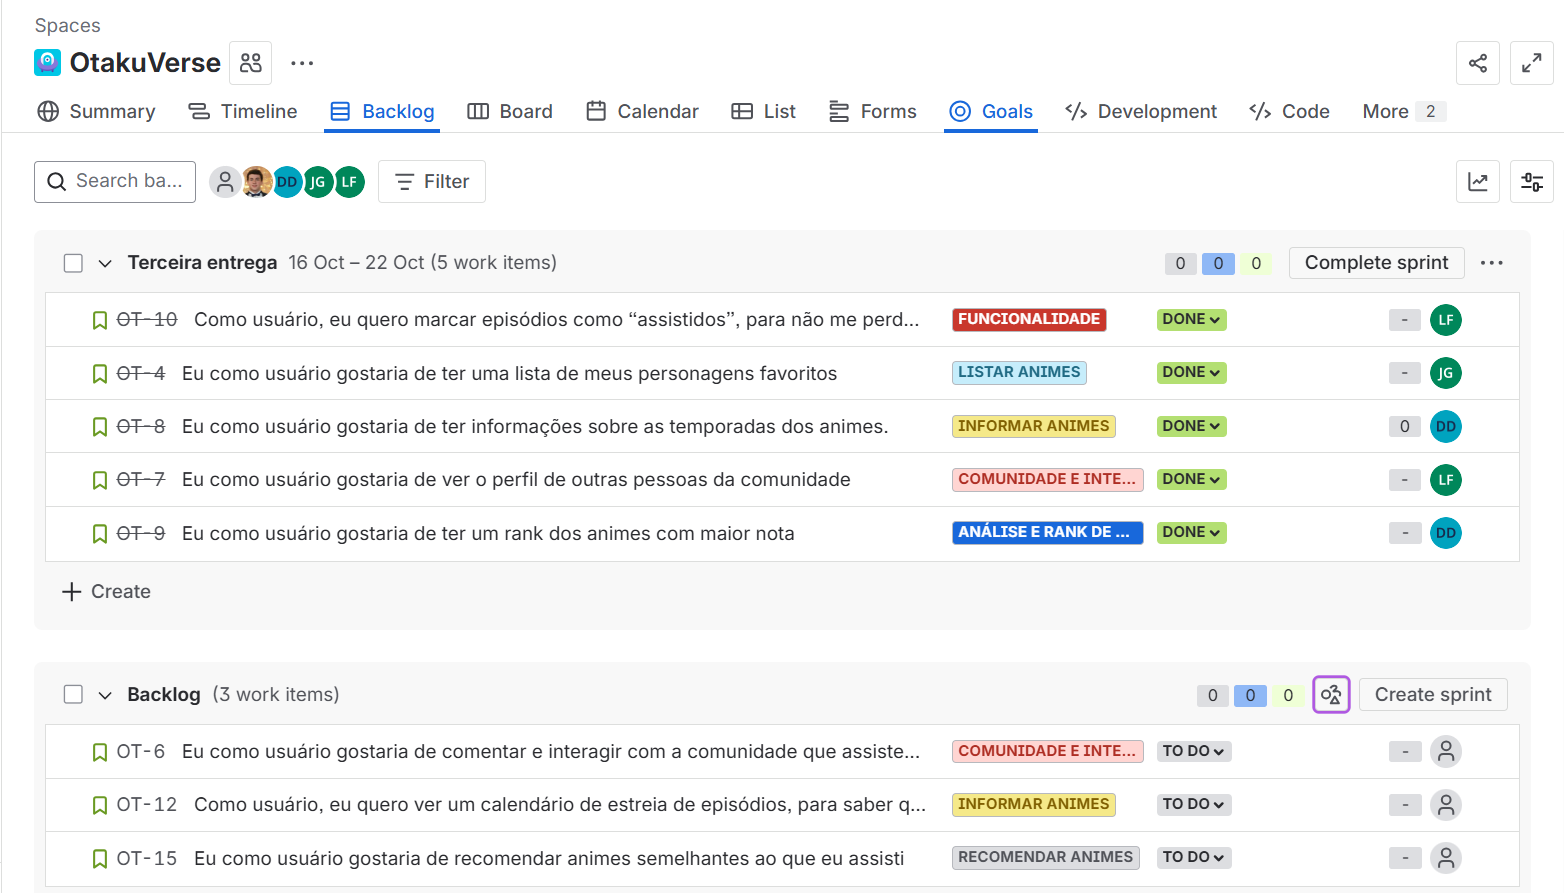 Spaces
OtakuVerse
Summary Timeline Backlog Board Calendar List Forms Goals Development Code More 2
Search ba... DD JG LF Filter
Terceira entrega 16 Oct – 22 Oct (5 work items) 0 0 0 Complete sprint
OT-10 Como usuário, eu quero marcar episódios como “assistidos”, para não me perd... FUNCIONALIDADE DONE - LF
OT-4 Eu como usuário gostaria de ter uma lista de meus personagens favoritos LISTAR ANIMES DONE - JG
OT-8 Eu como usuário gostaria de ter informações sobre as temporadas dos animes. INFORMAR ANIMES DONE 0 DD
OT-7 Eu como usuário gostaria de ver o perfil de outras pessoas da comunidade COMUNIDADE E INTE... DONE - LF
OT-9 Eu como usuário gostaria de ter um rank dos animes com maior nota ANÁLISE E RANK DE ... DONE - DD
Create
Backlog (3 work items) 0 0 0 Create sprint
OT-6 Eu como usuário gostaria de comentar e interagir com a comunidade que assiste... COMUNIDADE E INTE... TO DO -
OT-12 Como usuário, eu quero ver um calendário de estreia de episódios, para saber q... INFORMAR ANIMES TO DO -
OT-15 Eu como usuário gostaria de recomendar animes semelhantes ao que eu assisti RECOMENDAR ANIMES TO DO -